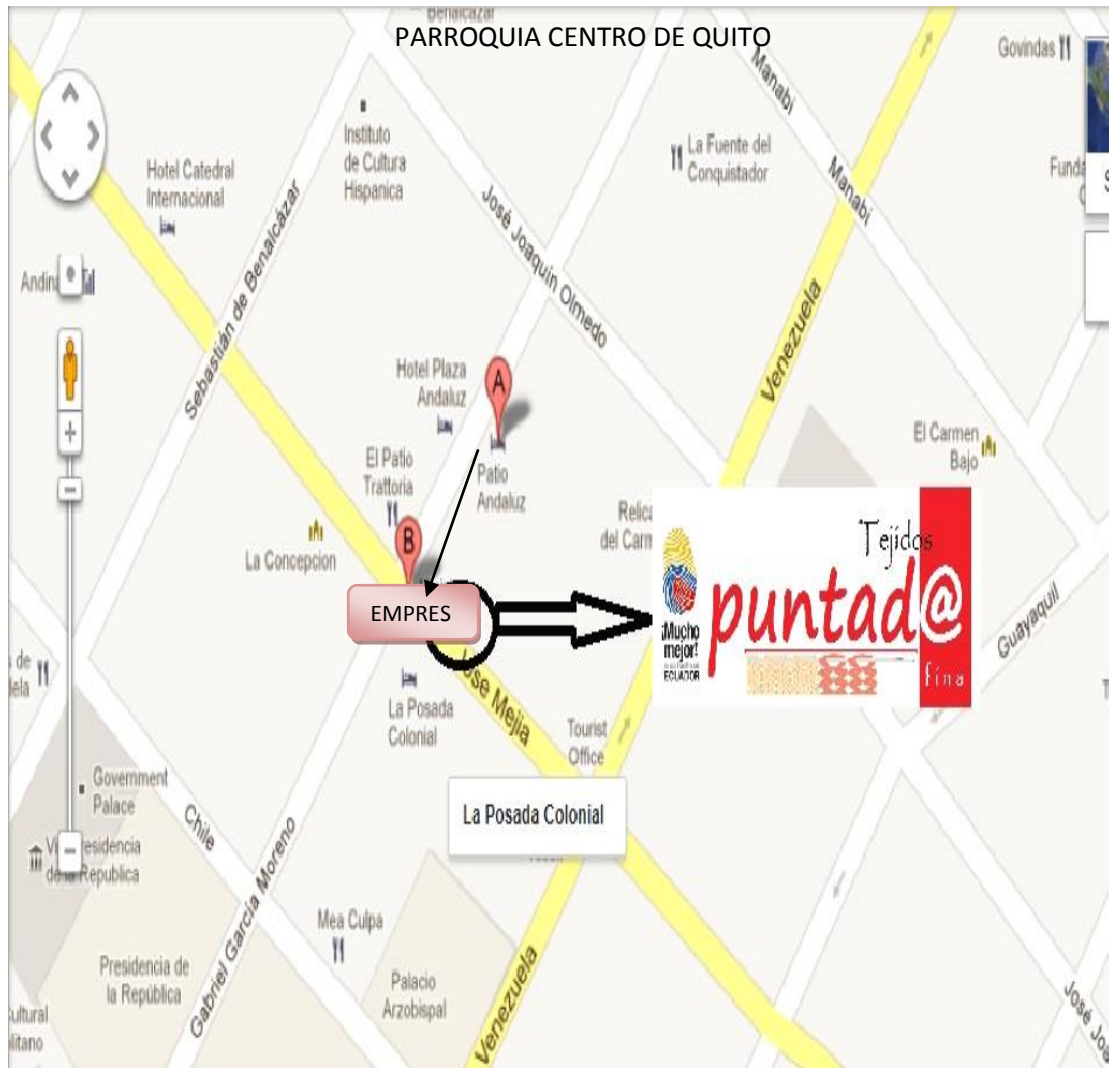 Benalcazar
PARROQUIA CENTRO DE QUITO
Govindas
Manabi
Instituto
de Cultura
Hispanica
La Fuente del
Conquistador
Hotel Catedral
Internacional
Manabi
José Joaquin Olmedo
Sebastián de Benalcázar
Venezuela
Hotel Plaza
Andaluz
A
El Carmen
Bajo
El Patio
Trattoria
Patio
Andaluz
B
La Concepcion
EMPRES
Tejidos
puntad@
fina
¡Mucho
mejor!
ECUADOR
Guayaquil
Jose Mejia
La Posada
Colonial
Tourist
Office
Government
Palace
Chile
La Posada Colonial
Gabriel García Moreno
Mea Culpa
Presidencia de
la República
Palacio
Arzobispal
Venezuela
José